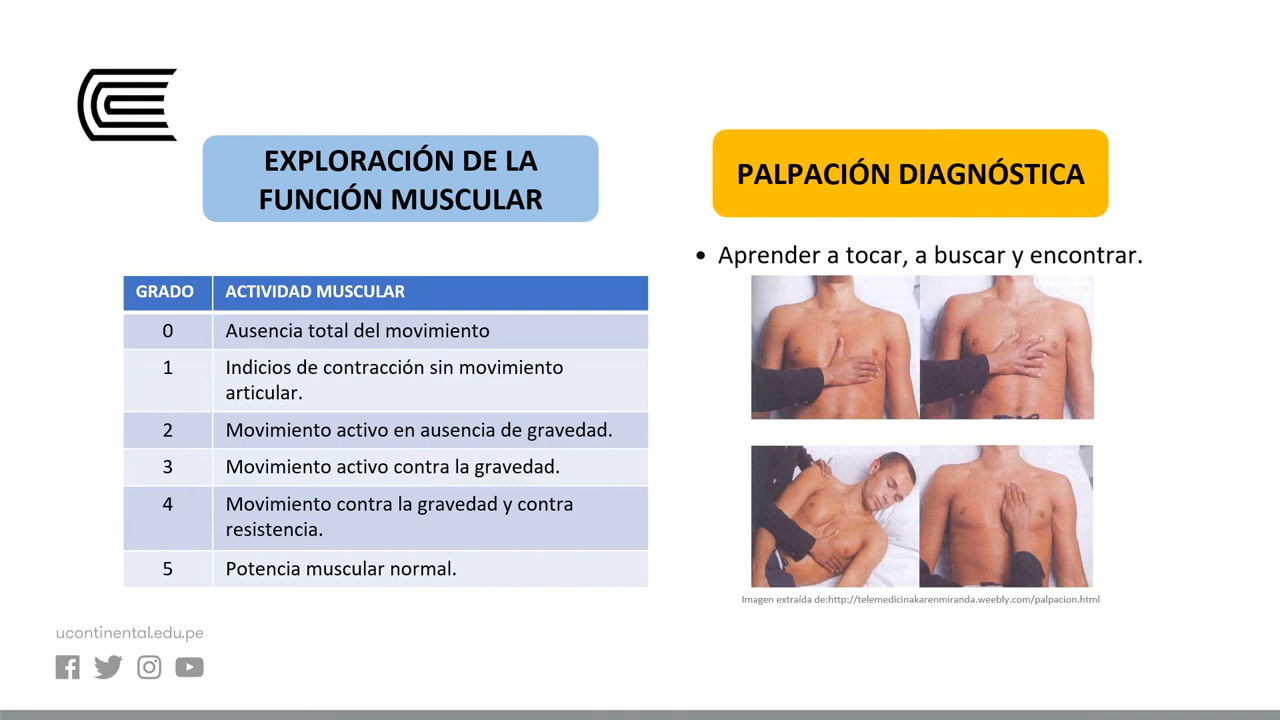 EXPLORACIÓN DE LA
FUNCIÓN MUSCULAR
GRADO ACTIVIDAD MUSCULAR
0 Ausencia total del movimiento
1 Indicios de contracción sin movimiento
articular.
2 Movimiento activo en ausencia de gravedad.
3 Movimiento activo contra la gravedad.
4 Movimiento contra la gravedad y contra
resistencia.
5 Potencia muscular normal.
PALPACIÓN DIAGNÓSTICA
• Aprender a tocar, a buscar y encontrar.
Imagen extraída de:http://telemedicinakarenmiranda.weebly.com/palpacion.html
ucontinental.edu.pe